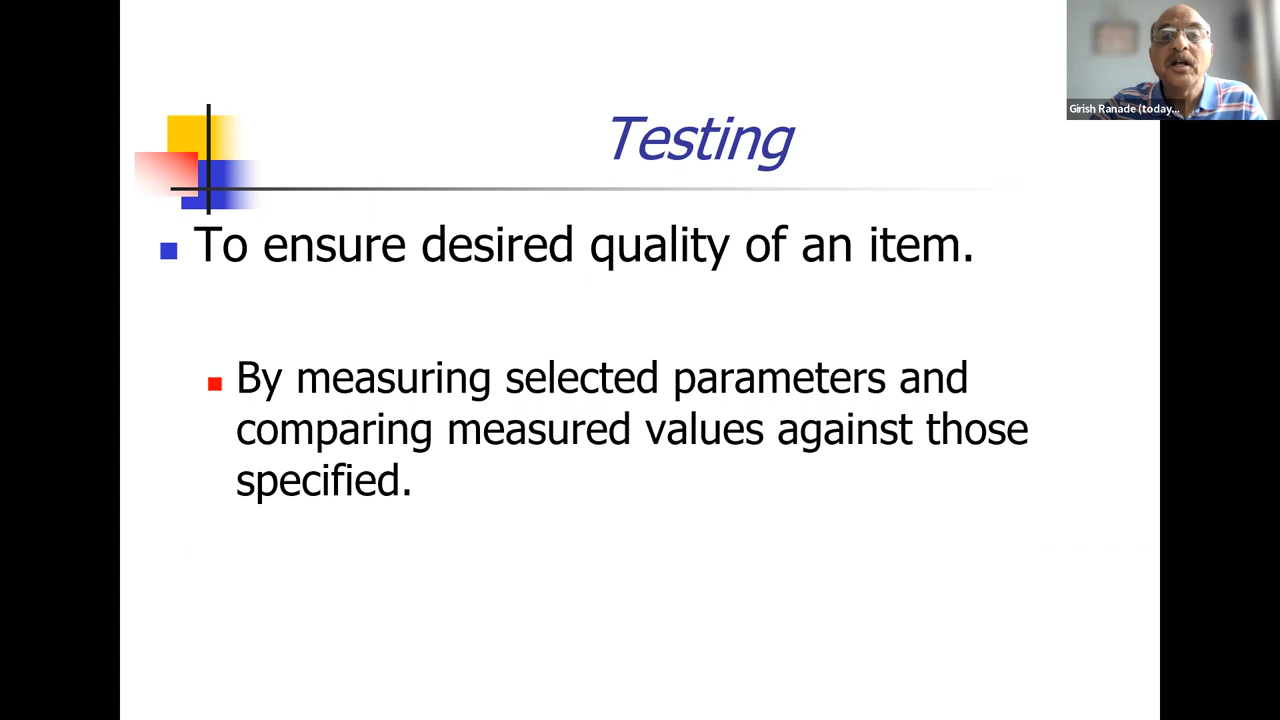 Girish Ranade (today...
Testing
To ensure desired quality of an item.
By measuring selected parameters and
comparing measured values against those
specified.